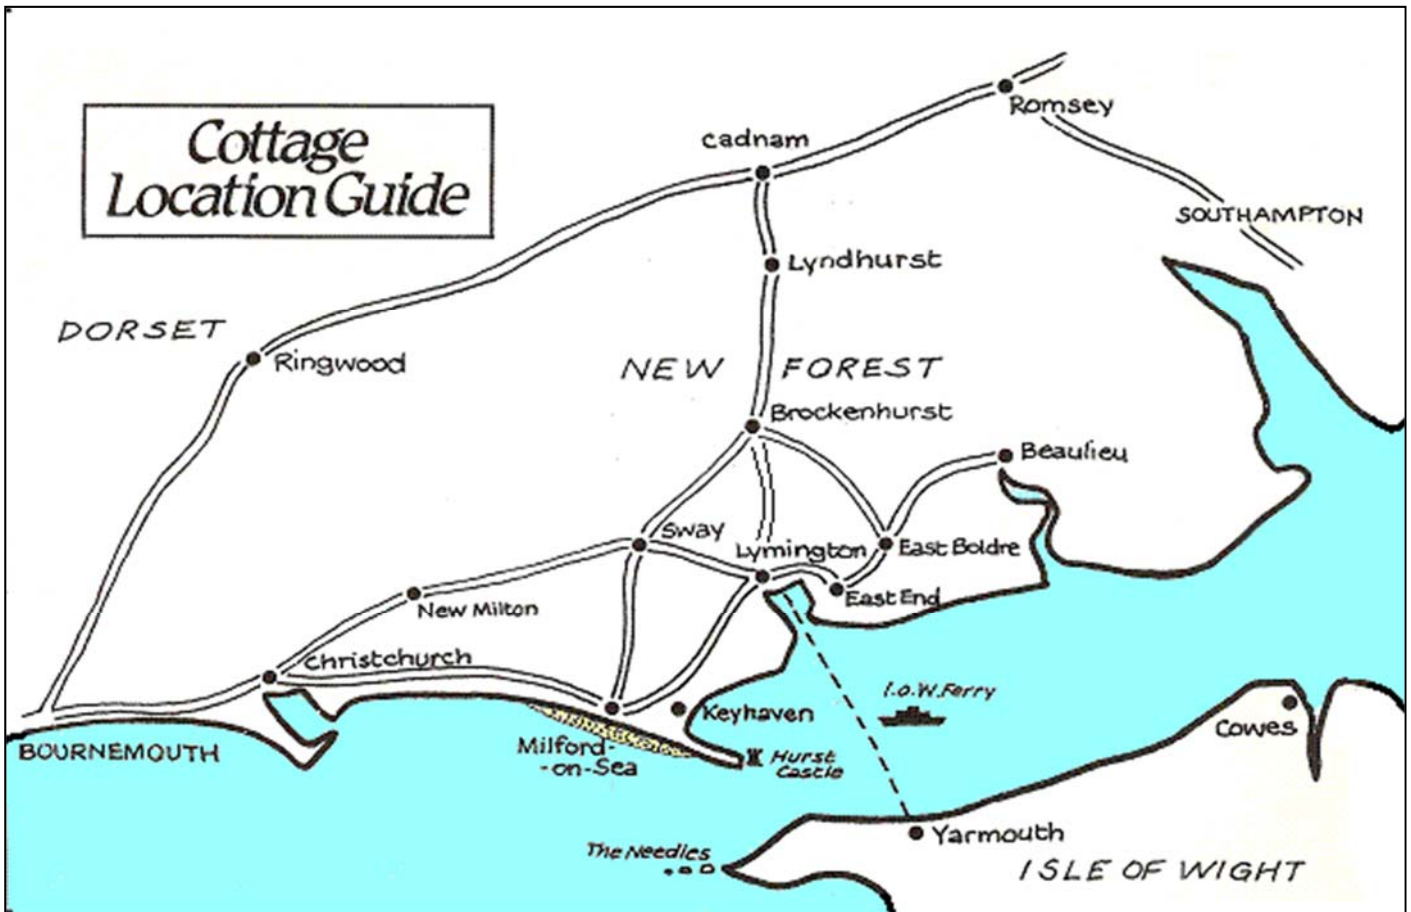 Cottage
Location Guide
Romsey
Cadnam
SOUTHAMPTON
Lyndhurst
DORSET
Ringwood
NEW FOREST
Brockenhurst
Beaulieu
Sway
Lymington
East Boldre
East End
New Milton
Christchurch
I.O.W. Ferry
Keyhaven
Cowes
BOURNEMOUTH
Milford-
-on-Sea
Hurst
Castle
Yarmouth
The Needles
ISLE OF WIGHT